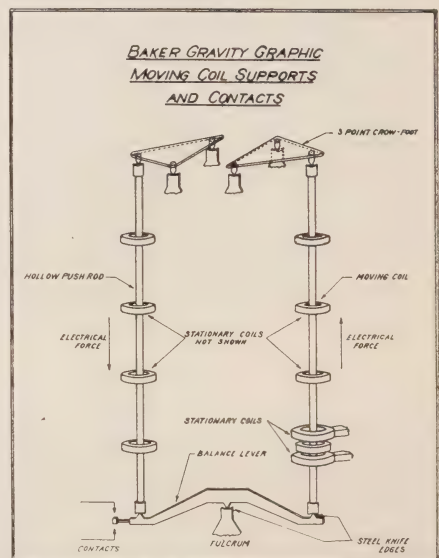 BAKER GRAVITY GRAPHIC
MOVING COIL SUPPORTS
AND CONTACTS
3 POINT CROW-FOOT
HOLLOW PUSH ROD
MOVING COIL
ELECTRICAL
FORCE
STATIONARY COILS
NOT SHOWN
ELECTRICAL
FORCE
STATIONARY COILS
BALANCE LEVER
CONTACTS
FULCRUM
STEEL KNIFE
EDGES